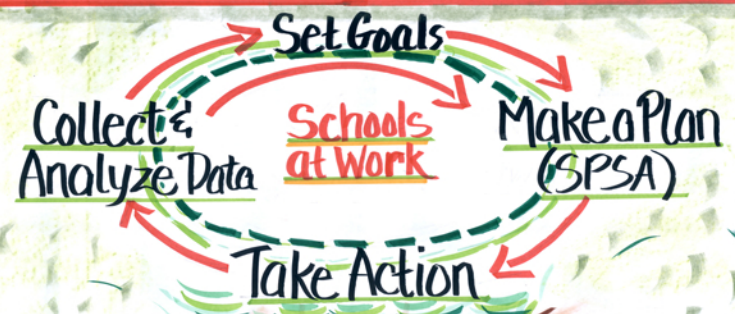 Set Goals
Collect &
Analyze Data
Schools
at Work
Make a Plan
(SPSA)
Take Action